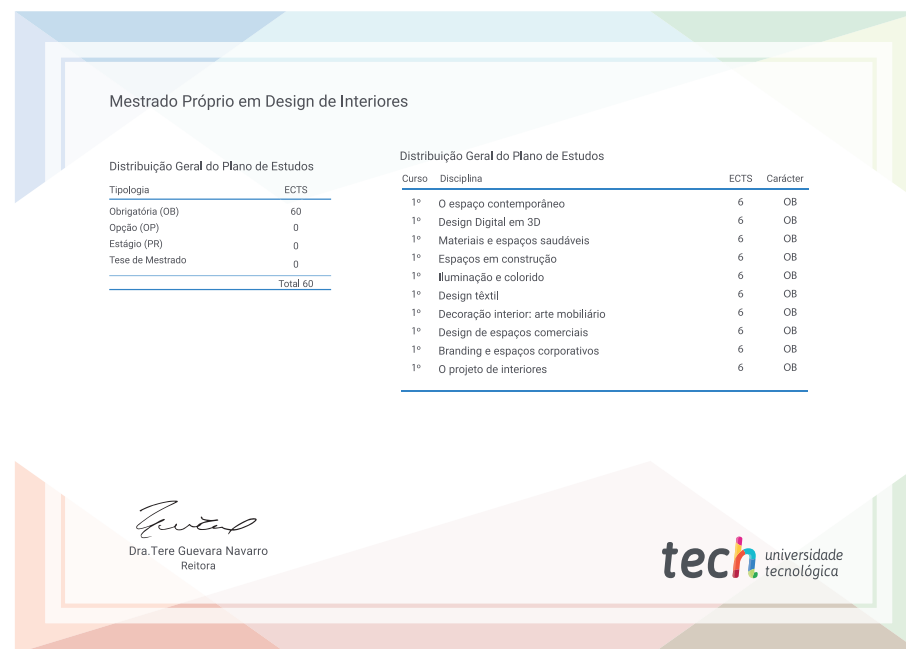 Mestrado Próprio em Design de Interiores
Distribuição Geral do Plano de Estudos
Tipologia ECTS
Obrigatória (OB) 60
Opção (OP) 0
Estágio (PR) 0
Tese de Mestrado 0
Total 60
Distribuição Geral do Plano de Estudos
Curso Disciplina ECTS Carácter
1º O espaço contemporâneo 6 OB
1º Design Digital em 3D 6 OB
1º Materiais e espaços saudáveis 6 OB
1º Espaços em construção 6 OB
1º Iluminação e colorido 6 OB
1º Design têxtil 6 OB
1º Decoração interior: arte mobiliário 6 OB
1º Design de espaços comerciais 6 OB
1º Branding e espaços corporativos 6 OB
1º O projeto de interiores 6 OB
Dra.Tere Guevara Navarro
Reitora
tech universidade
tecnológica